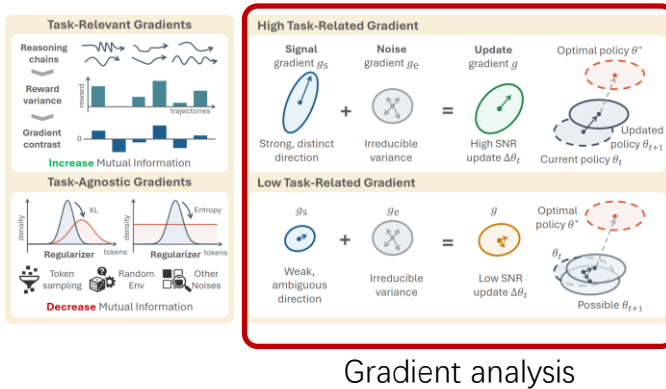 Task-Relevant Gradients
Reasoning
chains
Reward
variance
reward
trajectories
Gradient
contrast
0
Increase Mutual Information
Task-Agnostic Gradients
density
KL
Regularizer
tokens
density
Entropy
Regularizer
tokens
Token
sampling
Random
Env
Other
Noises
Decrease Mutual Information
High Task-Related Gradient
Signal
gradient gs
Noise
gradient ge
Update
gradient g
Optimal policy θ*
+
=
Strong, distinct
direction
Irreducible
variance
High SNR
update Δθt
Updated
policy θt+1
Current policy θt
Low Task-Related Gradient
gs
ge
g
Optimal
policy θ*
+
=
θt
Weak,
ambiguous
direction
Irreducible
variance
Low SNR
update Δθt
Possible θt+1
Gradient analysis